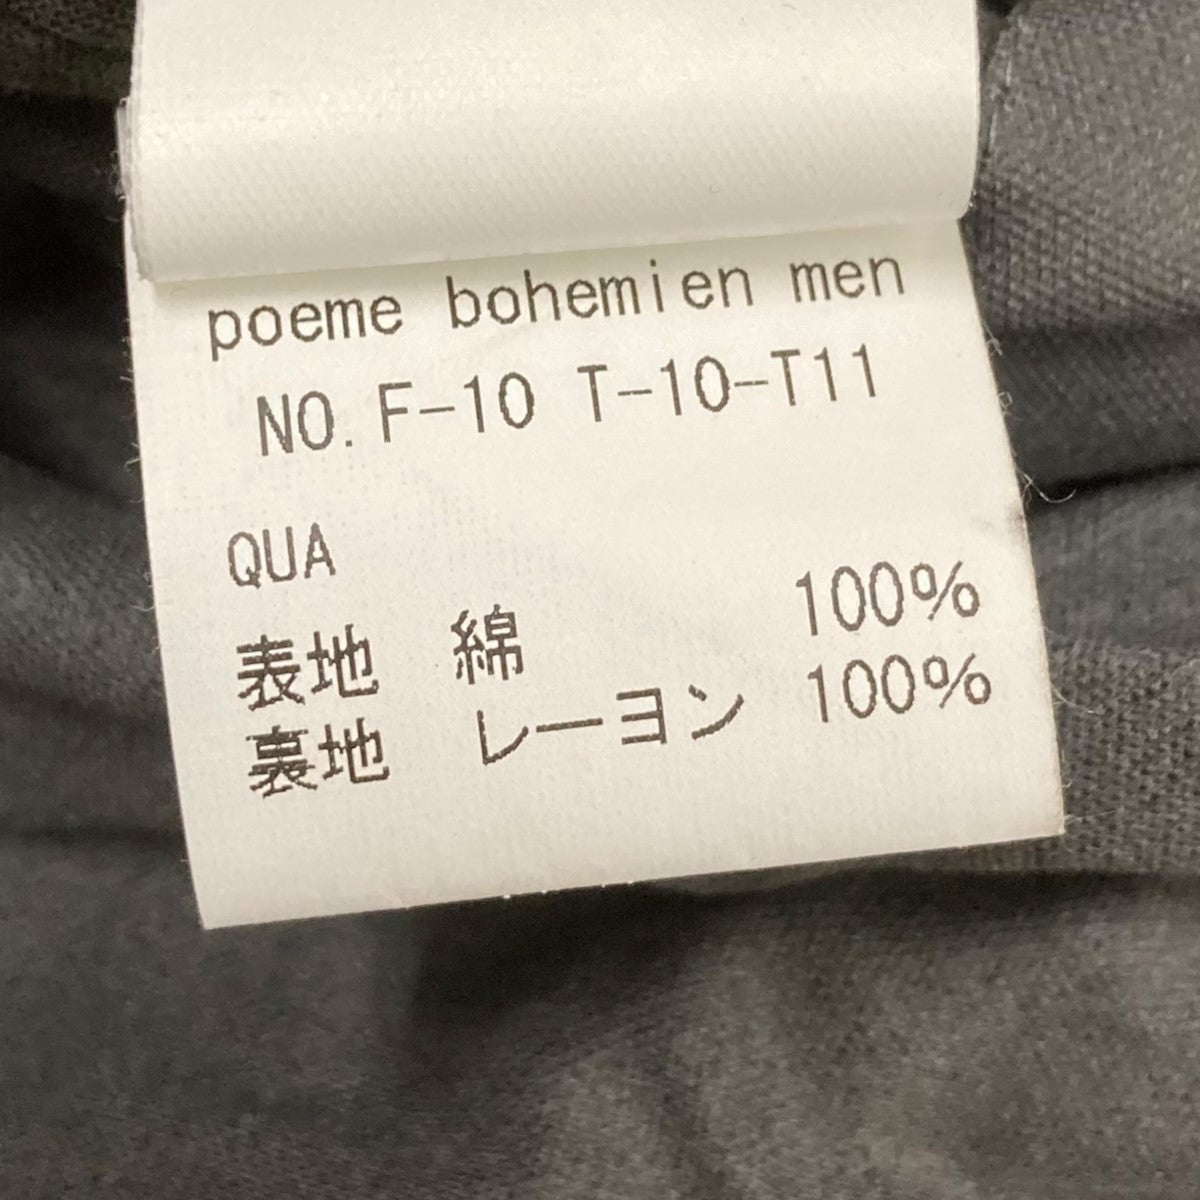 poeme bohemien men
NO. F-10 T-10-T11
QUA
表地 綿 100%
裏地 レーヨン 100%